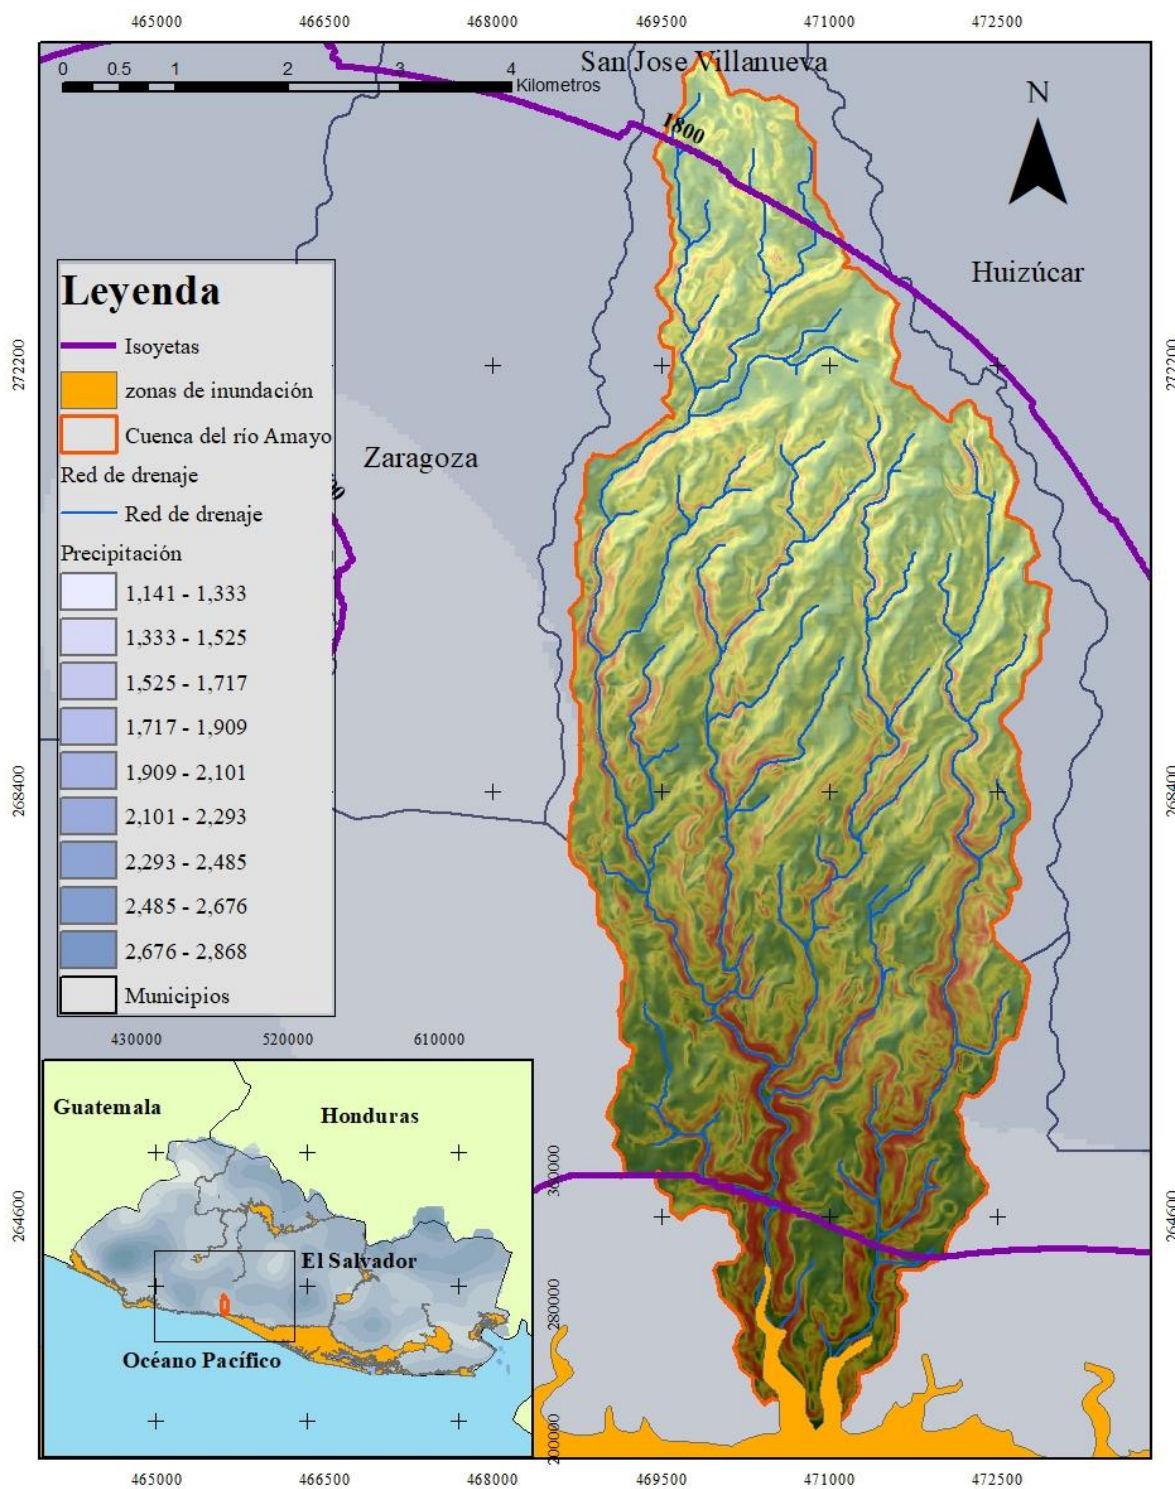 465000 466500 468000 469500 471000 472500
San Jose Villanueva
0 0.5 1 2 3 4
Kilometros
1800
N
Huizúcar
Leyenda
Isoyetas
zonas de inundación
Cuenca del río Amayo
Red de drenaje
Red de drenaje
Precipitación
1,141 - 1,333
1,333 - 1,525
1,525 - 1,717
1,717 - 1,909
1,909 - 2,101
2,101 - 2,293
2,293 - 2,485
2,485 - 2,676
2,676 - 2,868
Municipios
272200
272200
Zaragoza
268400
268400
264600
264600
430000 520000 610000
Guatemala
Honduras
El Salvador
Océano Pacífico
360000
280000
200000
465000 466500 468000 469500 471000 472500